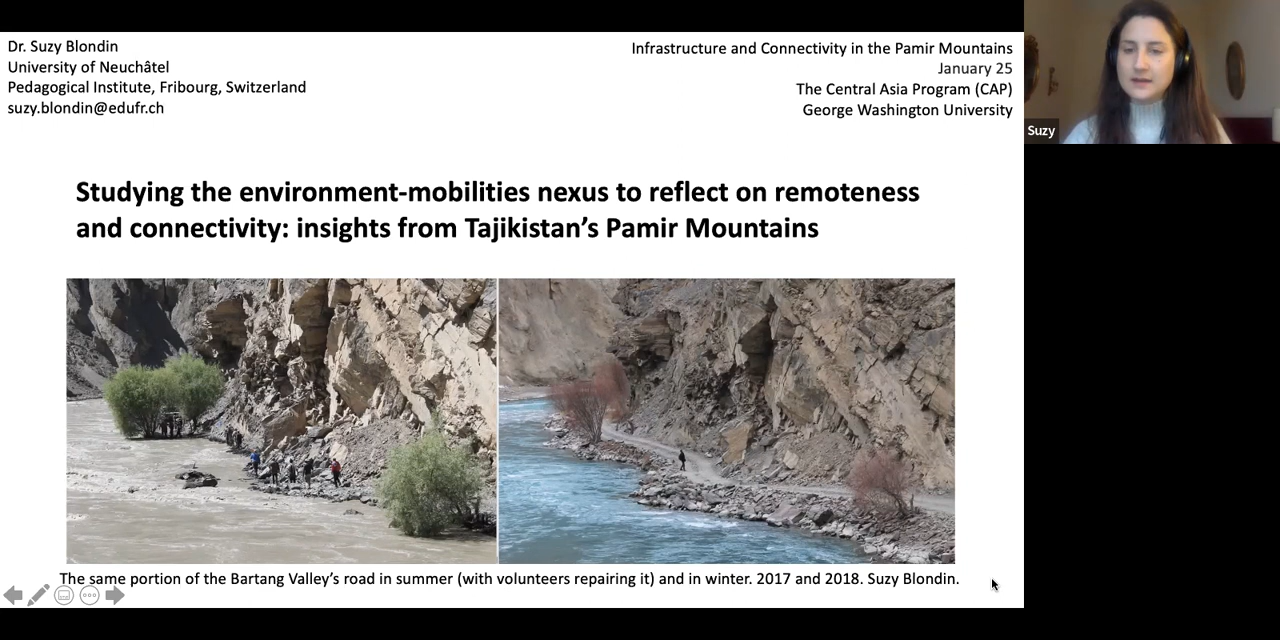 Dr. Suzy Blondin
University of Neuchâtel
Pedagogical Institute, Fribourg, Switzerland
suzy.blondin@edufr.ch
Infrastructure and Connectivity in the Pamir Mountains
January 25
The Central Asia Program (CAP)
George Washington University
Studying the environment-mobilities nexus to reflect on remoteness
and connectivity: insights from Tajikistan’s Pamir Mountains
The same portion of the Bartang Valley’s road in summer (with volunteers repairing it) and in winter. 2017 and 2018. Suzy Blondin.
Suzy